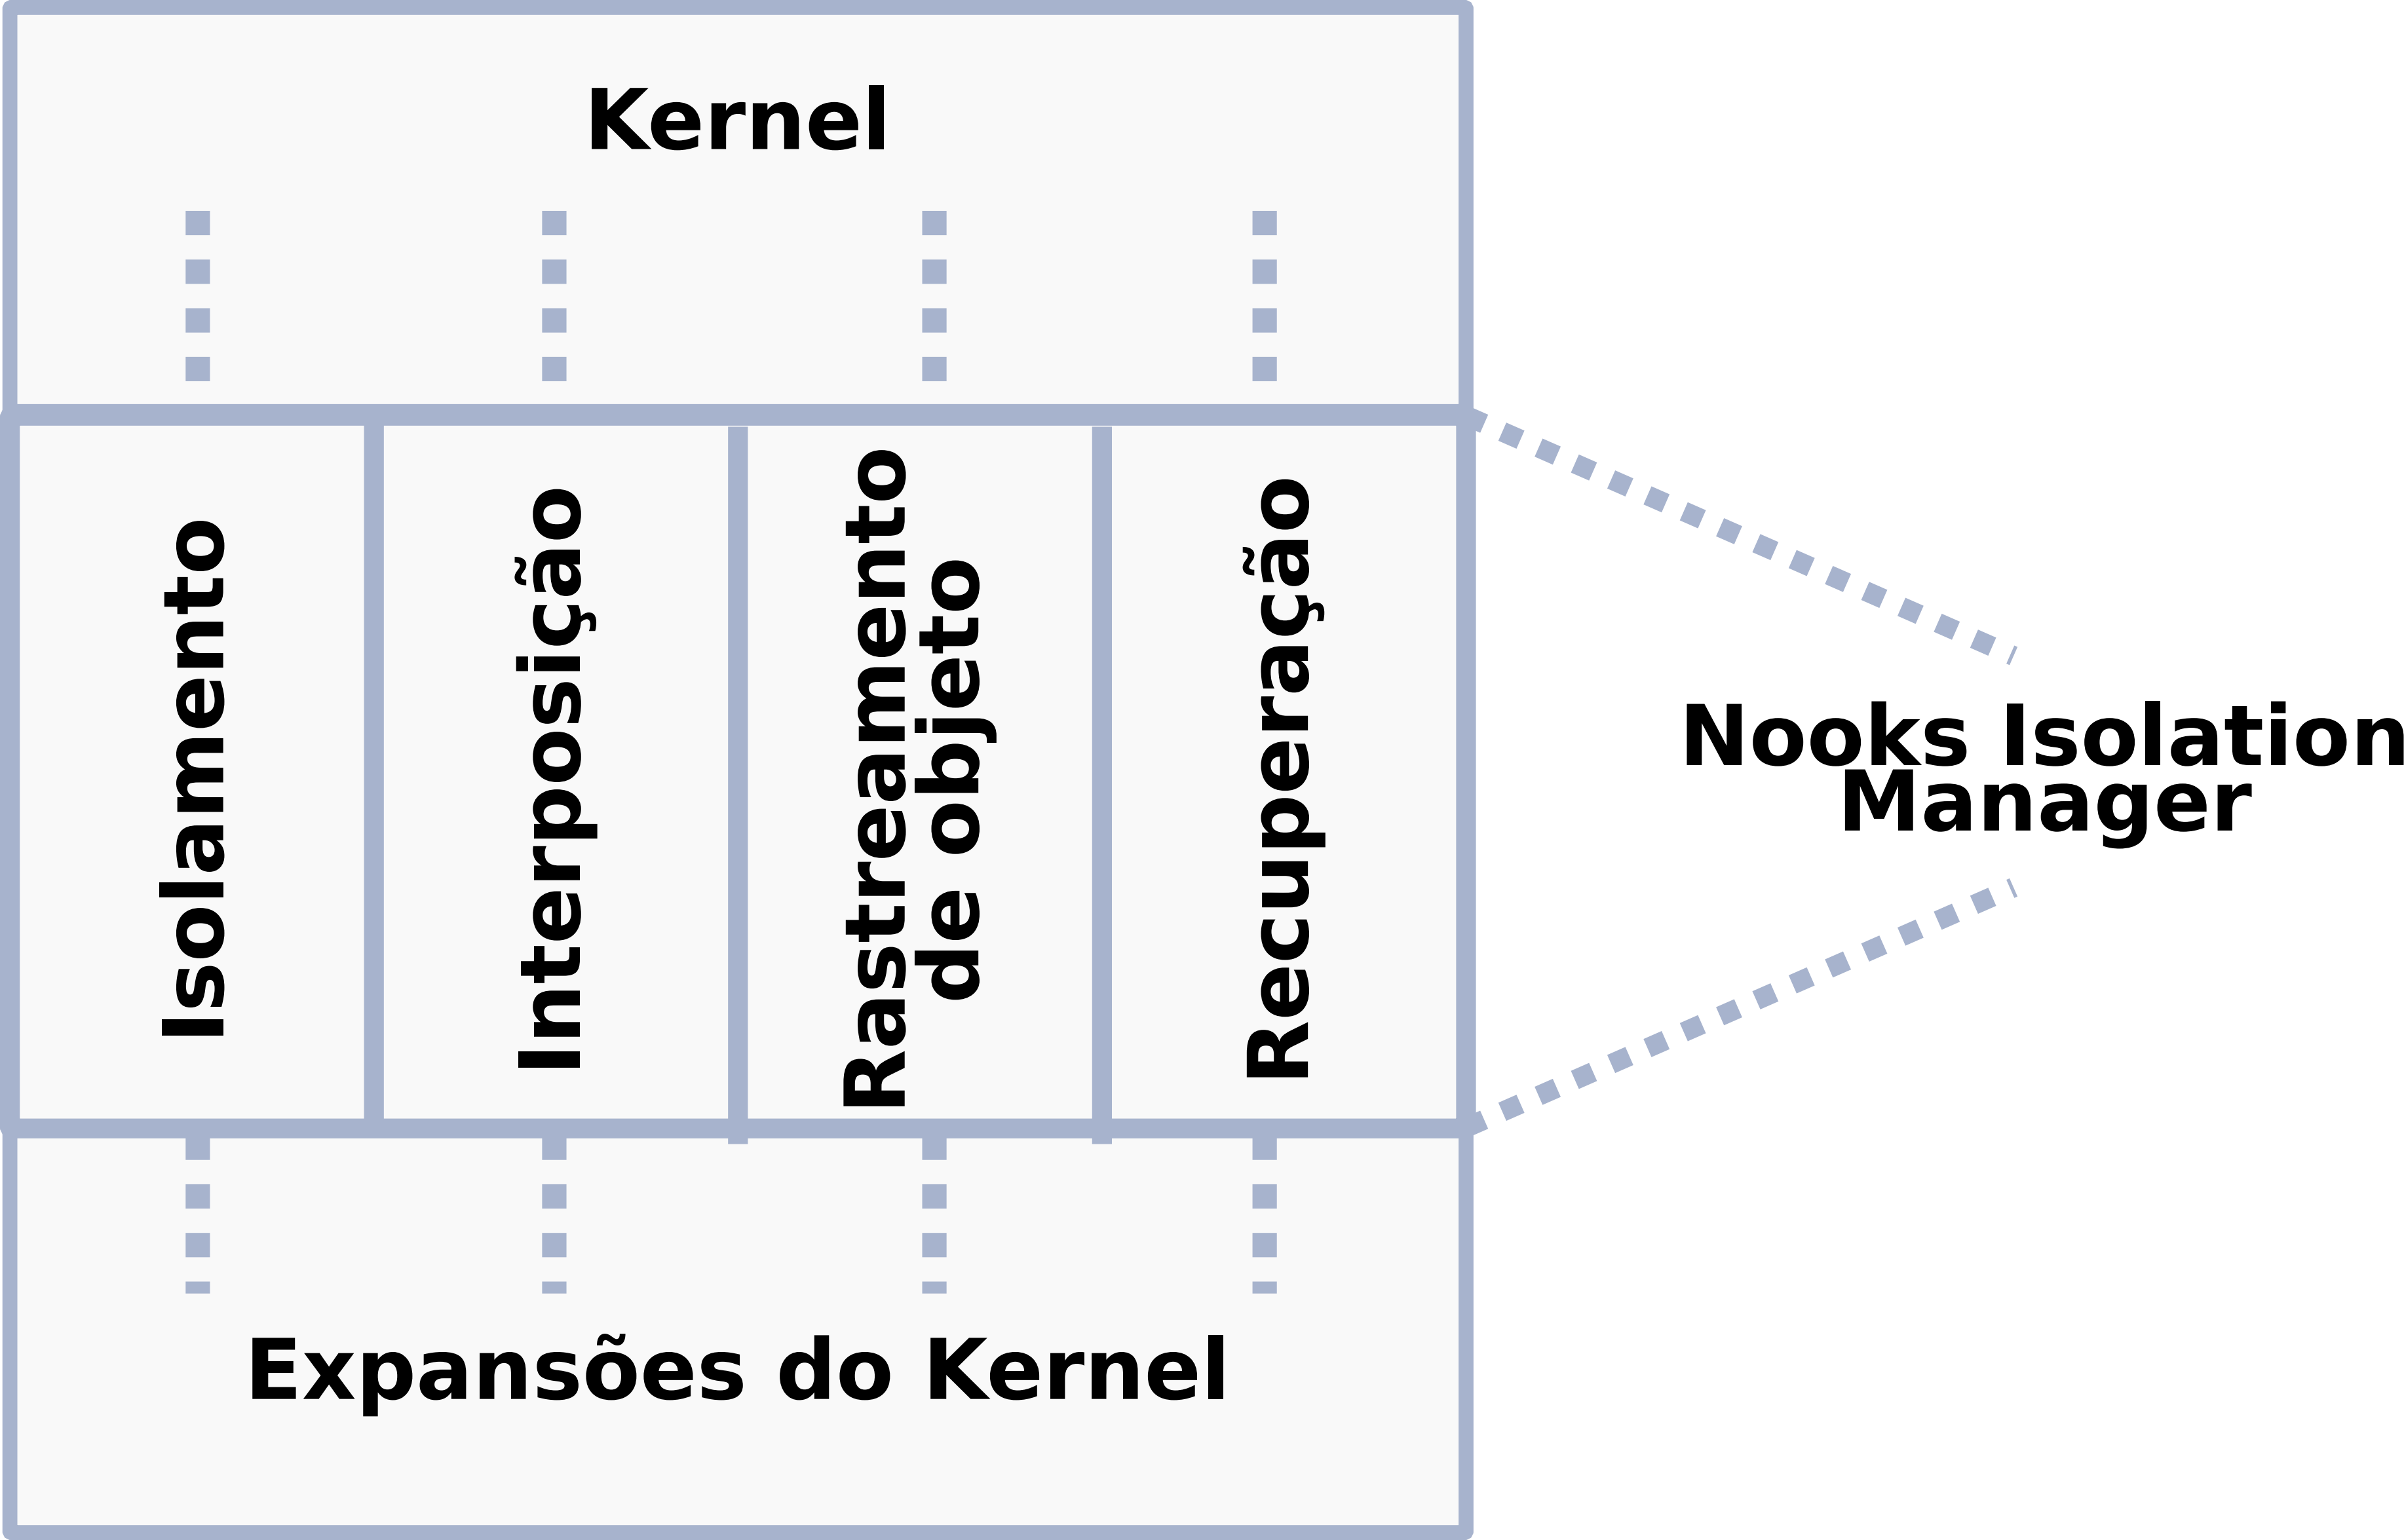 Kernel
Isolamento
Interposição
Rastreamento
de objeto
Recuperação
Nooks Isolation
Manager
Expansões do Kernel